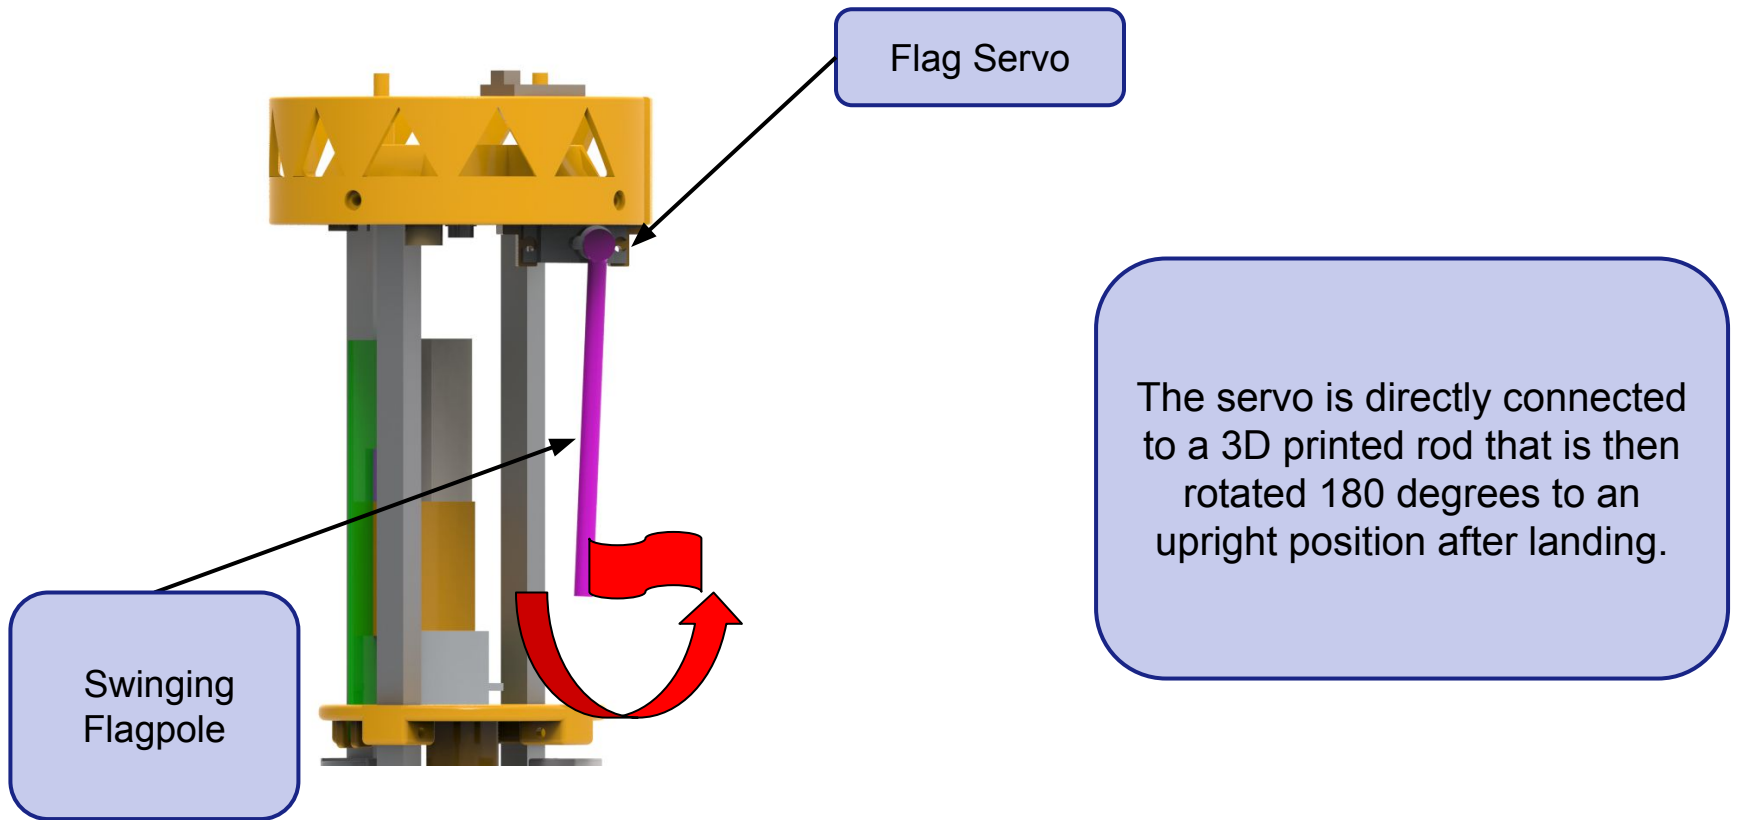 Flag Servo
The servo is directly connected
to a 3D printed rod that is then
rotated 180 degrees to an
upright position after landing.
Swinging
Flagpole